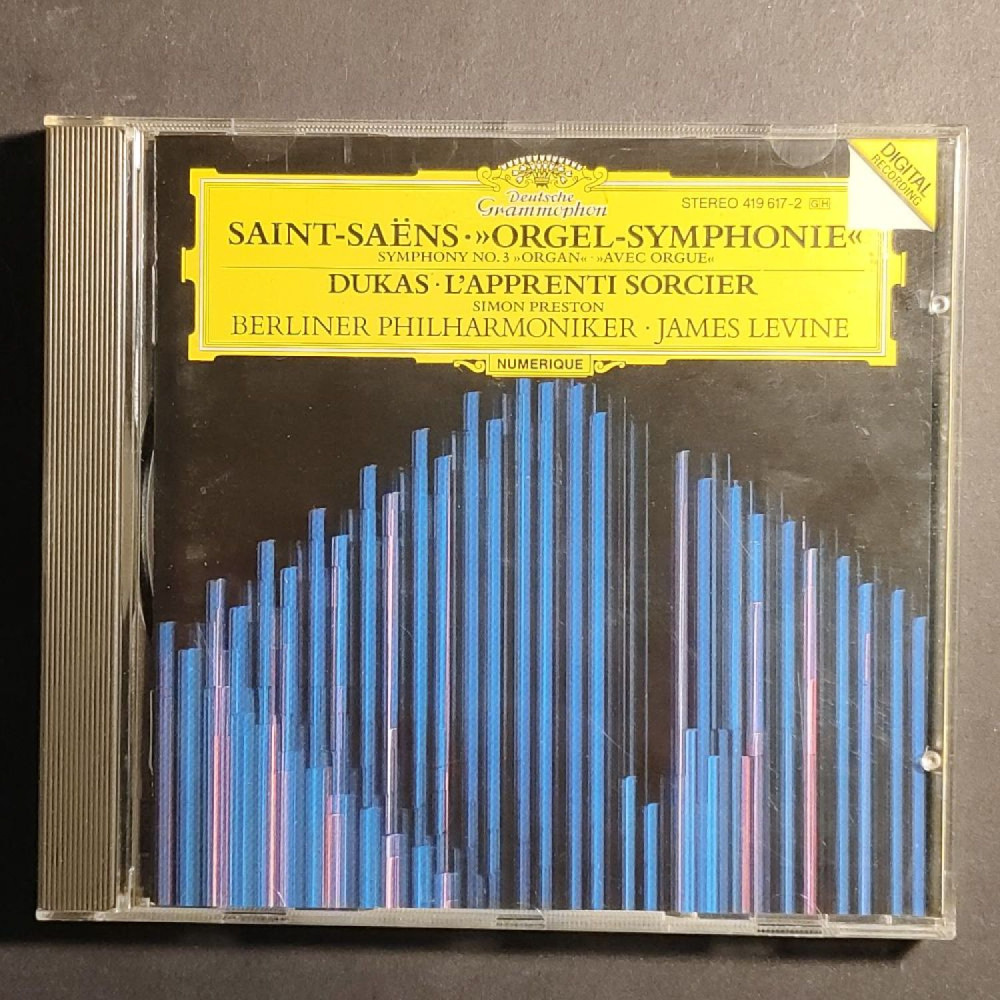 Deutsche
Grammophon
STEREO 419 617-2 GH
DIGITAL
RECORDING
SAINT-SAËNS·»ORGEL-SYMPHONIE«
SYMPHONY NO. 3 »ORGAN« · »AVEC ORGUE«
DUKAS · L'APPRENTI SORCIER
SIMON PRESTON
BERLINER PHILHARMONIKER · JAMES LEVINE
NUMERIQUE